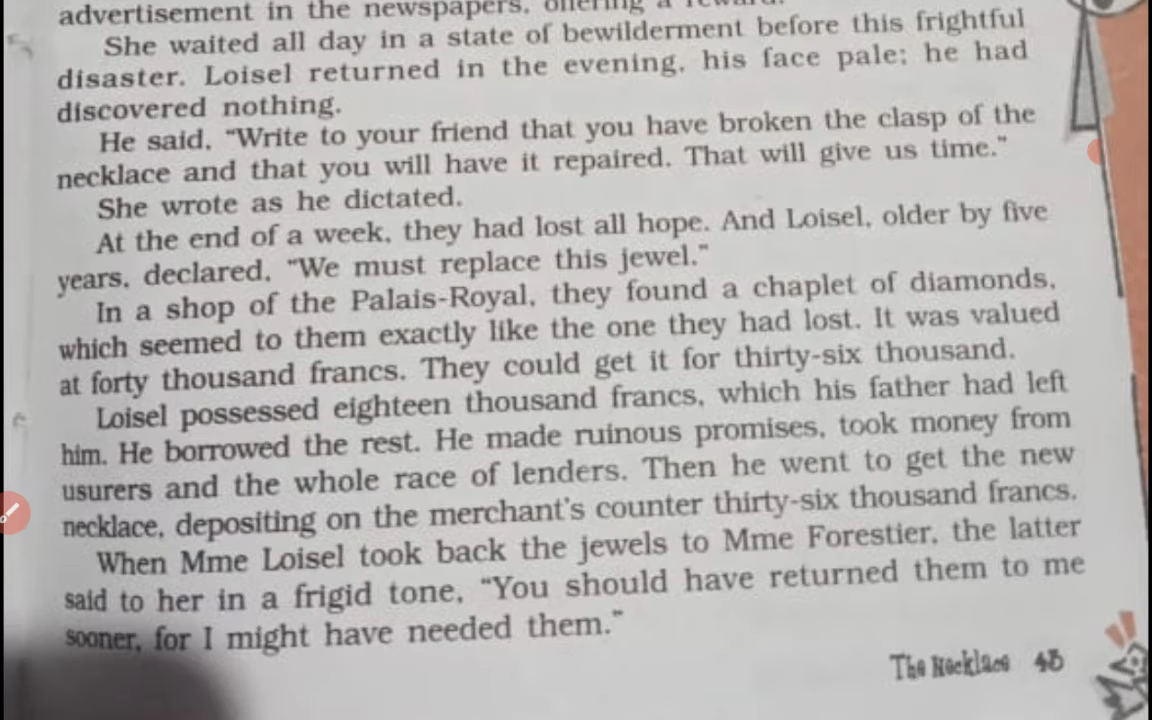 advertisement in the newspapers, offering a reward.
She waited all day in a state of bewilderment before this frightful
disaster. Loisel returned in the evening, his face pale; he had
discovered nothing.
He said, “Write to your friend that you have broken the clasp of the
necklace and that you will have it repaired. That will give us time.”
She wrote as he dictated.
At the end of a week, they had lost all hope. And Loisel, older by five
years, declared, “We must replace this jewel.”
In a shop of the Palais-Royal, they found a chaplet of diamonds,
which seemed to them exactly like the one they had lost. It was valued
at forty thousand francs. They could get it for thirty-six thousand.
Loisel possessed eighteen thousand francs, which his father had left
him. He borrowed the rest. He made ruinous promises, took money from
usurers and the whole race of lenders. Then he went to get the new
necklace, depositing on the merchant’s counter thirty-six thousand francs.
When Mme Loisel took back the jewels to Mme Forestier, the latter
said to her in a frigid tone, “You should have returned them to me
sooner, for I might have needed them.”
The Necklace 45